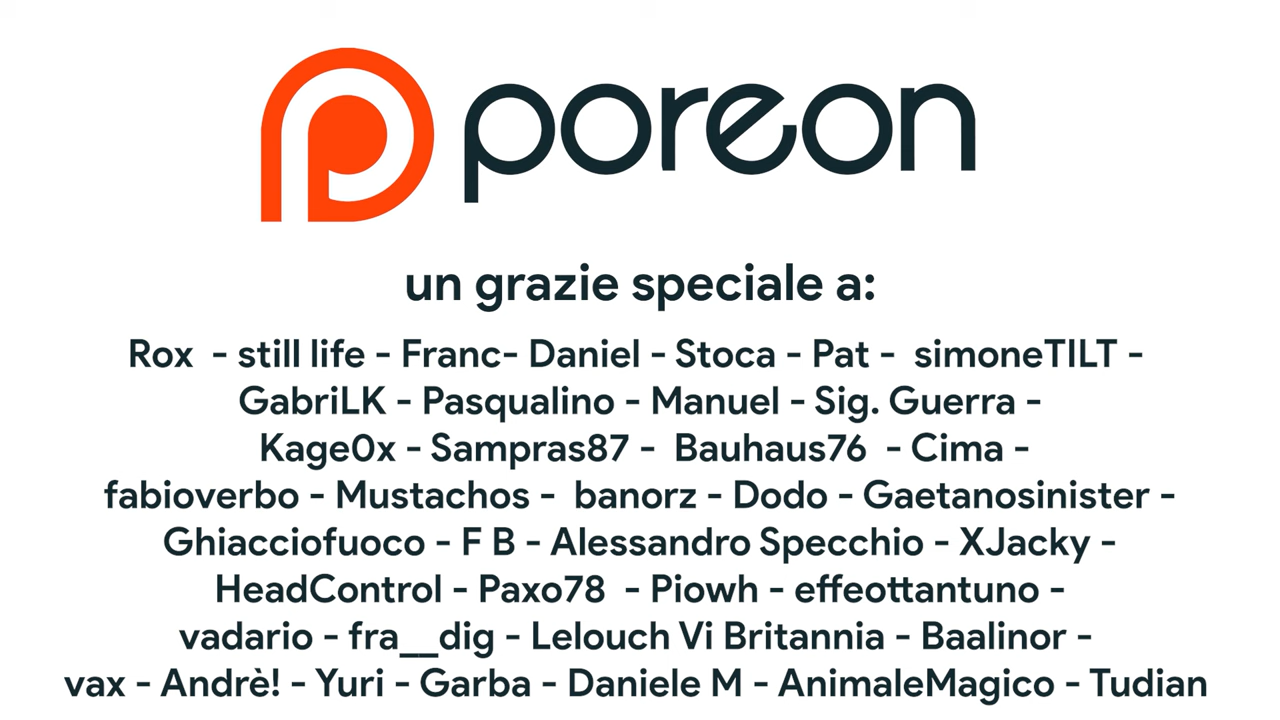 poreon
un grazie speciale a:
Rox - still life - Franc- Daniel - Stoca - Pat - simoneTILT -
GabriLK - Pasqualino - Manuel - Sig. Guerra -
Kage0x - Sampras87 - Bauhaus76 - Cima -
fabioverbo - Mustachos - banorz - Dodo - Gaetanosinister -
Ghiacciofuoco - F B - Alessandro Specchio - XJacky -
HeadControl - Paxo78 - Piowh - effeottantuno -
vadario - fra__dig - Lelouch Vi Britannia - Baalinor -
vax - Andrè! - Yuri - Garba - Daniele M - AnimaleMagico - Tudian